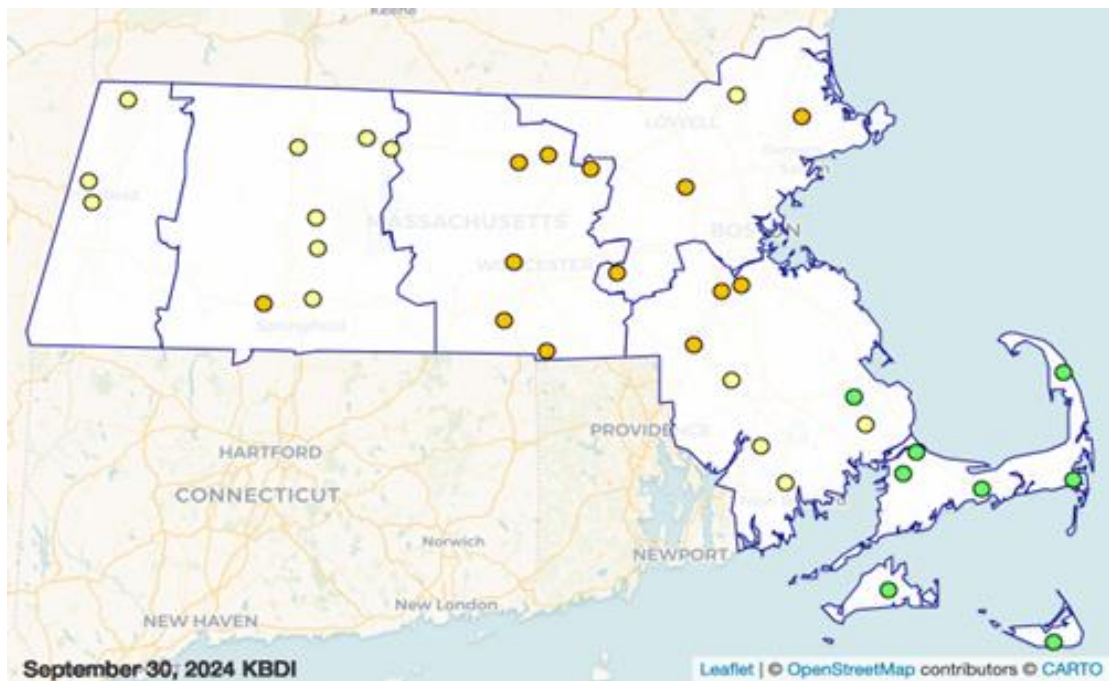 Keene
LOWELL
MASSACHUSETTS
BOSTON
WORCESTER
Springfield
PROVIDENCE
HARTFORD
CONNECTICUT
Norwich
NEWPORT
New London
NEW HAVEN
September 30, 2024 KBDI
Leaflet | © OpenStreetMap contributors © CARTO